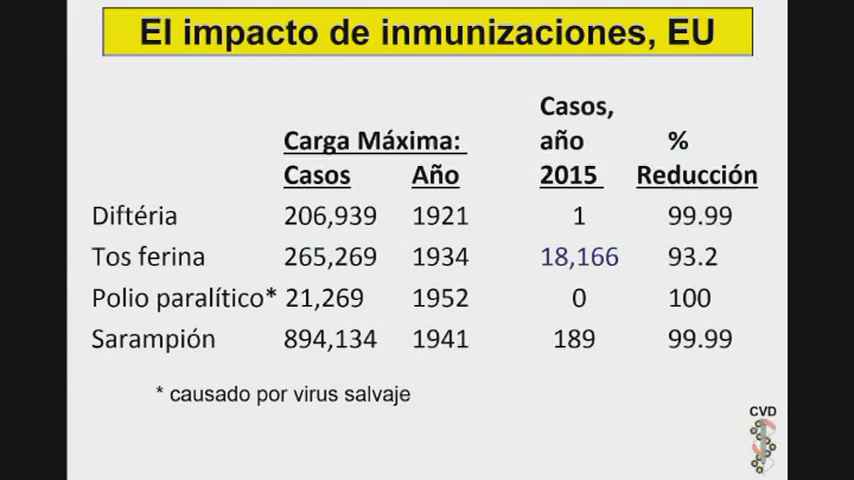 El impacto de inmunizaciones, EU
Casos,
Carga Máxima: año %
Casos Año 2015 Reducción
Diftéria 206,939 1921 1 99.99
Tos ferina 265,269 1934 18,166 93.2
Polio paralítico* 21,269 1952 0 100
Sarampión 894,134 1941 189 99.99
* causado por virus salvaje
CVD